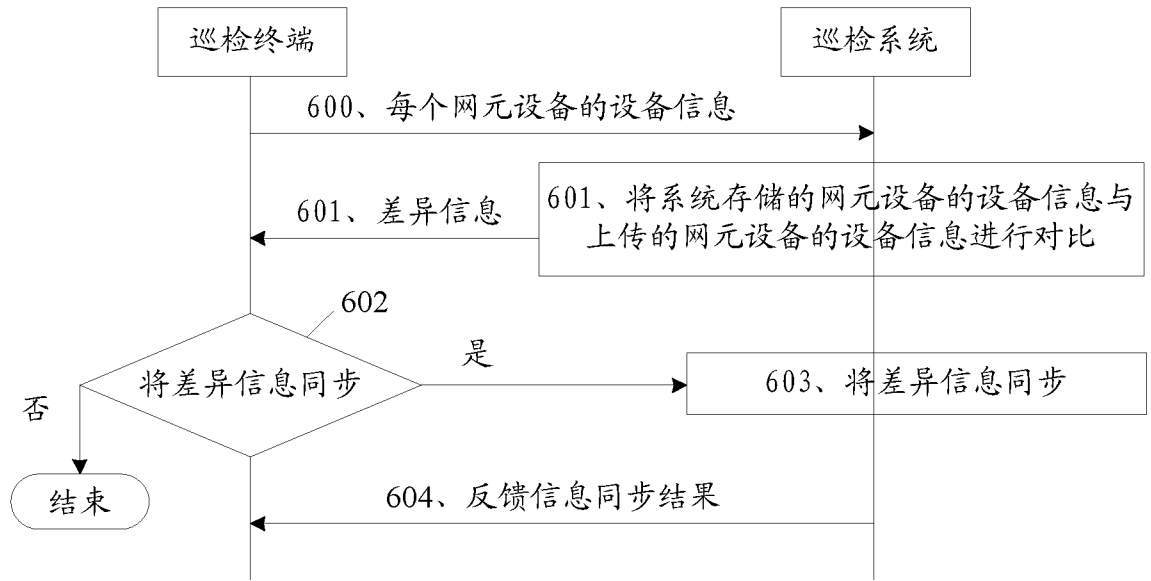 巡检终端
巡检系统
600、每个网元设备的设备信息
601、差异信息
601、将系统存储的网元设备的设备信息与
上传的网元设备的设备信息进行对比
602
将差异信息同步
是
603、将差异信息同步
否
结束
604、反馈信息同步结果